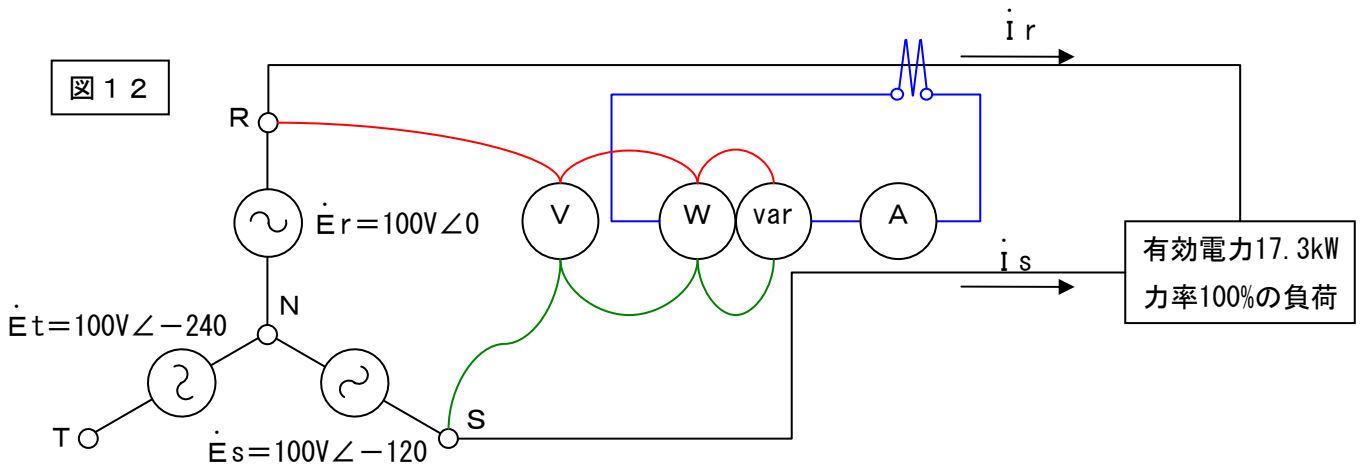 図１２
İｒ
Ｒ
Ｖ
Ｗ
var
Ａ
Ėｒ＝100V∠0
有効電力17.3kW
力率100%の負荷
İｓ
Ｎ
Ėｔ＝100V∠－240
Ｔ
Ｓ
Ėｓ＝100V∠－120